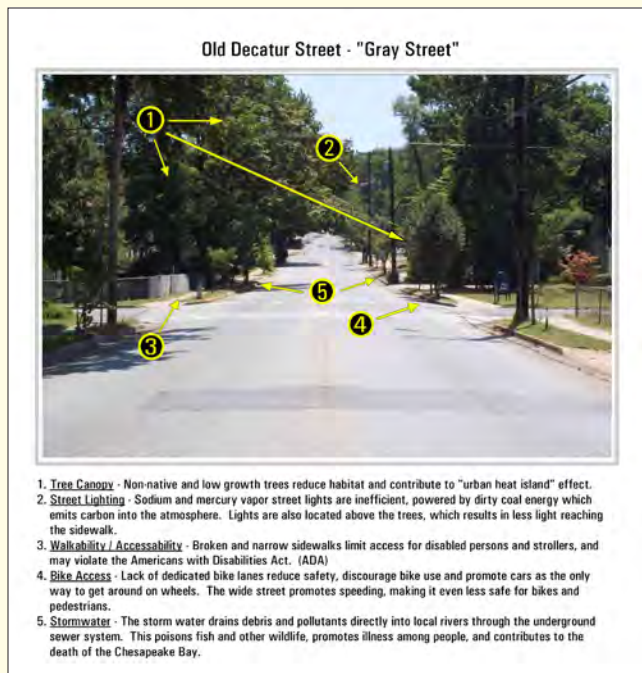 Old Decatur Street - "Gray Street"
1
2
5
4
3
1. Tree Canopy - Non-native and low growth trees reduce habitat and contribute to "urban heat island" effect.
2. Street Lighting - Sodium and mercury vapor street lights are inefficient, powered by dirty coal energy which
emits carbon into the atmosphere. Lights are also located above the trees, which results in less light reaching
the sidewalk.
3. Walkability / Accessability - Broken and narrow sidewalks limit access for disabled persons and strollers, and
may violate the Americans with Disabilities Act. (ADA)
4. Bike Access - Lack of dedicated bike lanes reduce safety, discourage bike use and promote cars as the only
way to get around on wheels. The wide street promotes speeding, making it even less safe for bikes and
pedestrians.
5. Stormwater - The storm water drains debris and pollutants directly into local rivers through the underground
sewer system. This poisons fish and other wildlife, promotes illness among people, and contributes to the
death of the Chesapeake Bay.